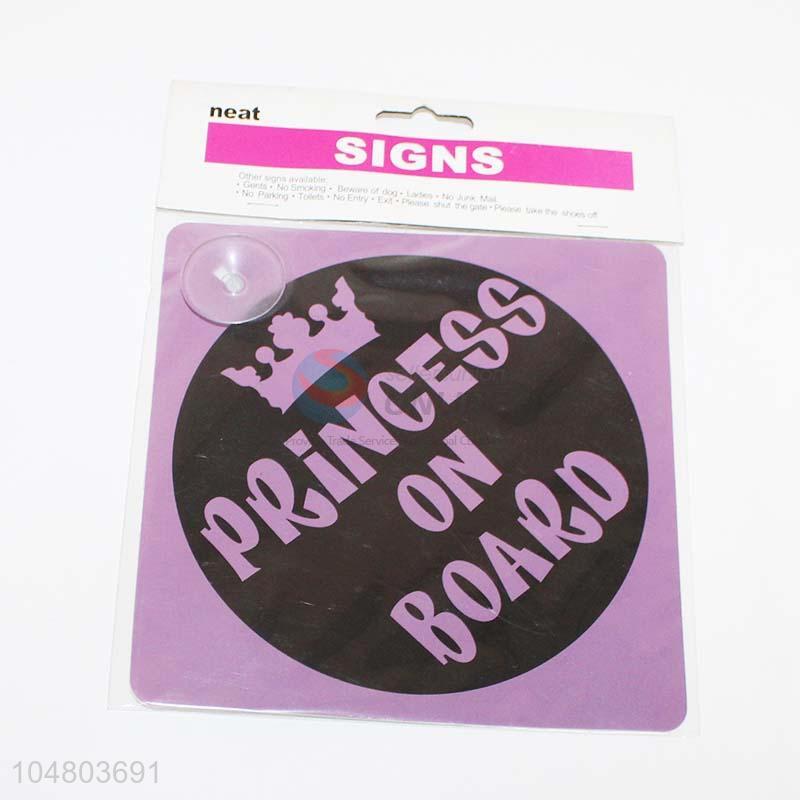 neat
SIGNS
Other signs available:
• Gents • No Smoking • Beware of dog • Ladies • No Junk Mail
• No Parking • Toilets • No Entry • Exit • Please shut the gate • Please take the shoes off
PRiNCESS
ON
BOARD
104803691